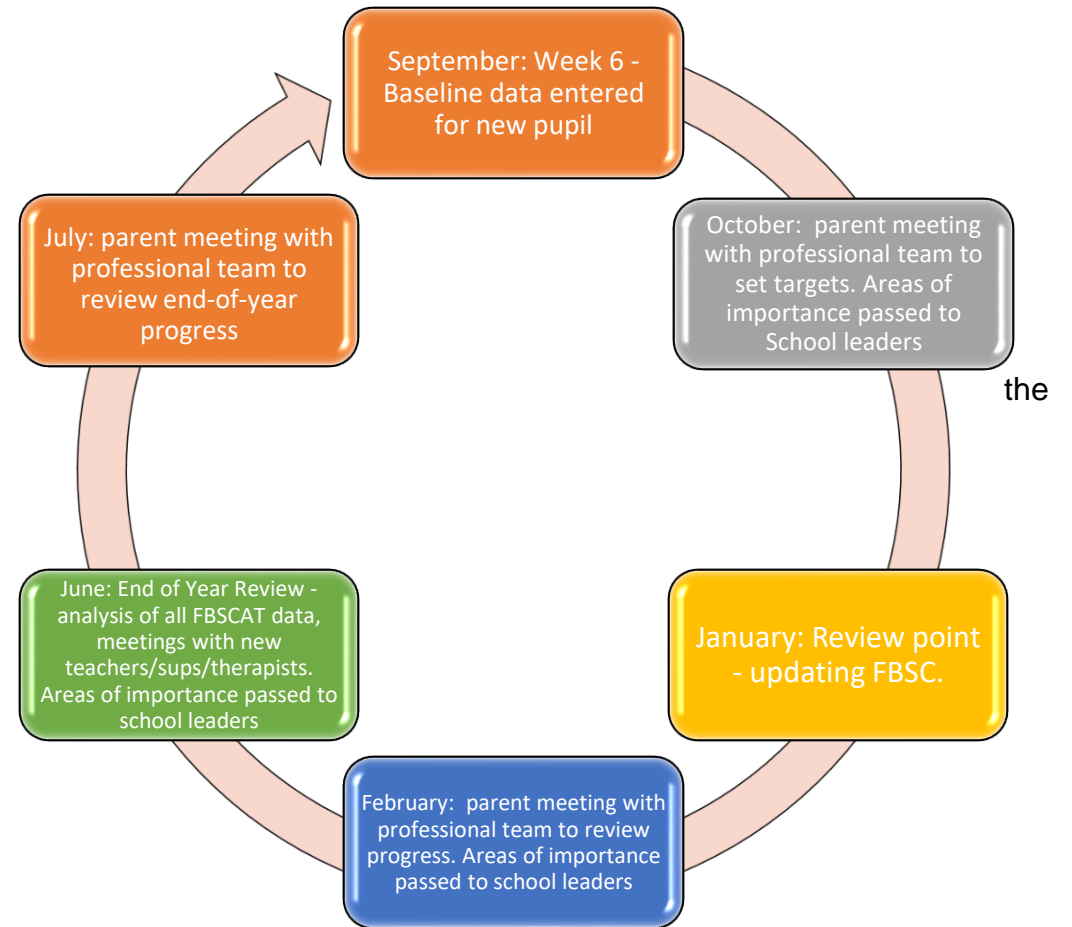 September: Week 6 -
Baseline data entered
for new pupil
October:  parent meeting
with professional team to
set targets. Areas of
importance passed to
School leaders
the
January: Review point
- updating FBSC.
February:  parent meeting with
professional team to review
progress. Areas of importance
passed to school leaders
June: End of Year Review -
analysis of all FBSCAT data,
meetings with new
teachers/sups/therapists.
Areas of importance passed to
school leaders
July: parent meeting with
professional team to
review end-of-year
progress